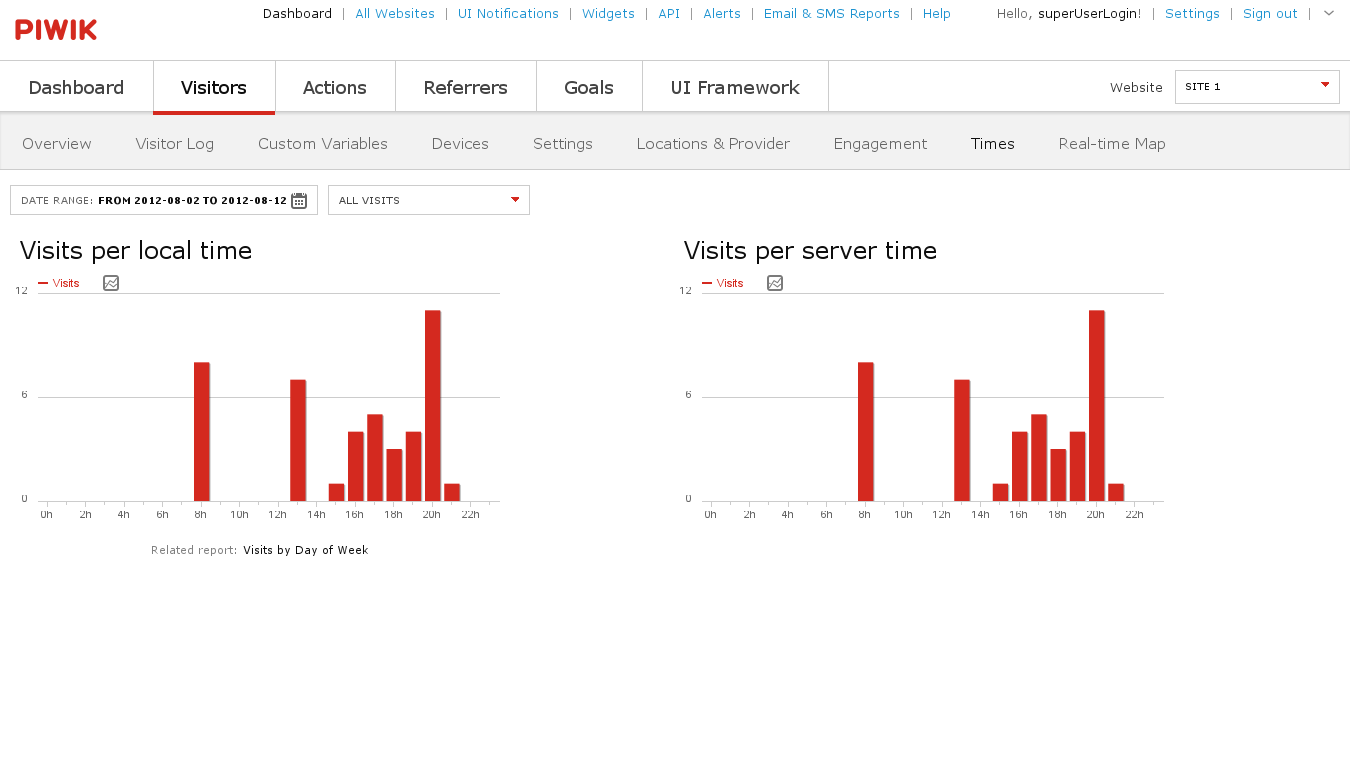 PIWIK
Dashboard | All Websites | UI Notifications | Widgets | API | Alerts | Email & SMS Reports | Help
Hello, superUserLogin! | Settings | Sign out |
Dashboard Visitors Actions Referrers Goals UI Framework
Website SITE 1
Overview Visitor Log Custom Variables Devices Settings Locations & Provider Engagement Times Real-time Map
DATE RANGE: FROM 2012-08-02 TO 2012-08-12
ALL VISITS
Visits per local time
Visits
12
6
0
0h 2h 4h 6h 8h 10h 12h 14h 16h 18h 20h 22h
Related report: Visits by Day of Week
Visits per server time
Visits
12
6
0
0h 2h 4h 6h 8h 10h 12h 14h 16h 18h 20h 22h